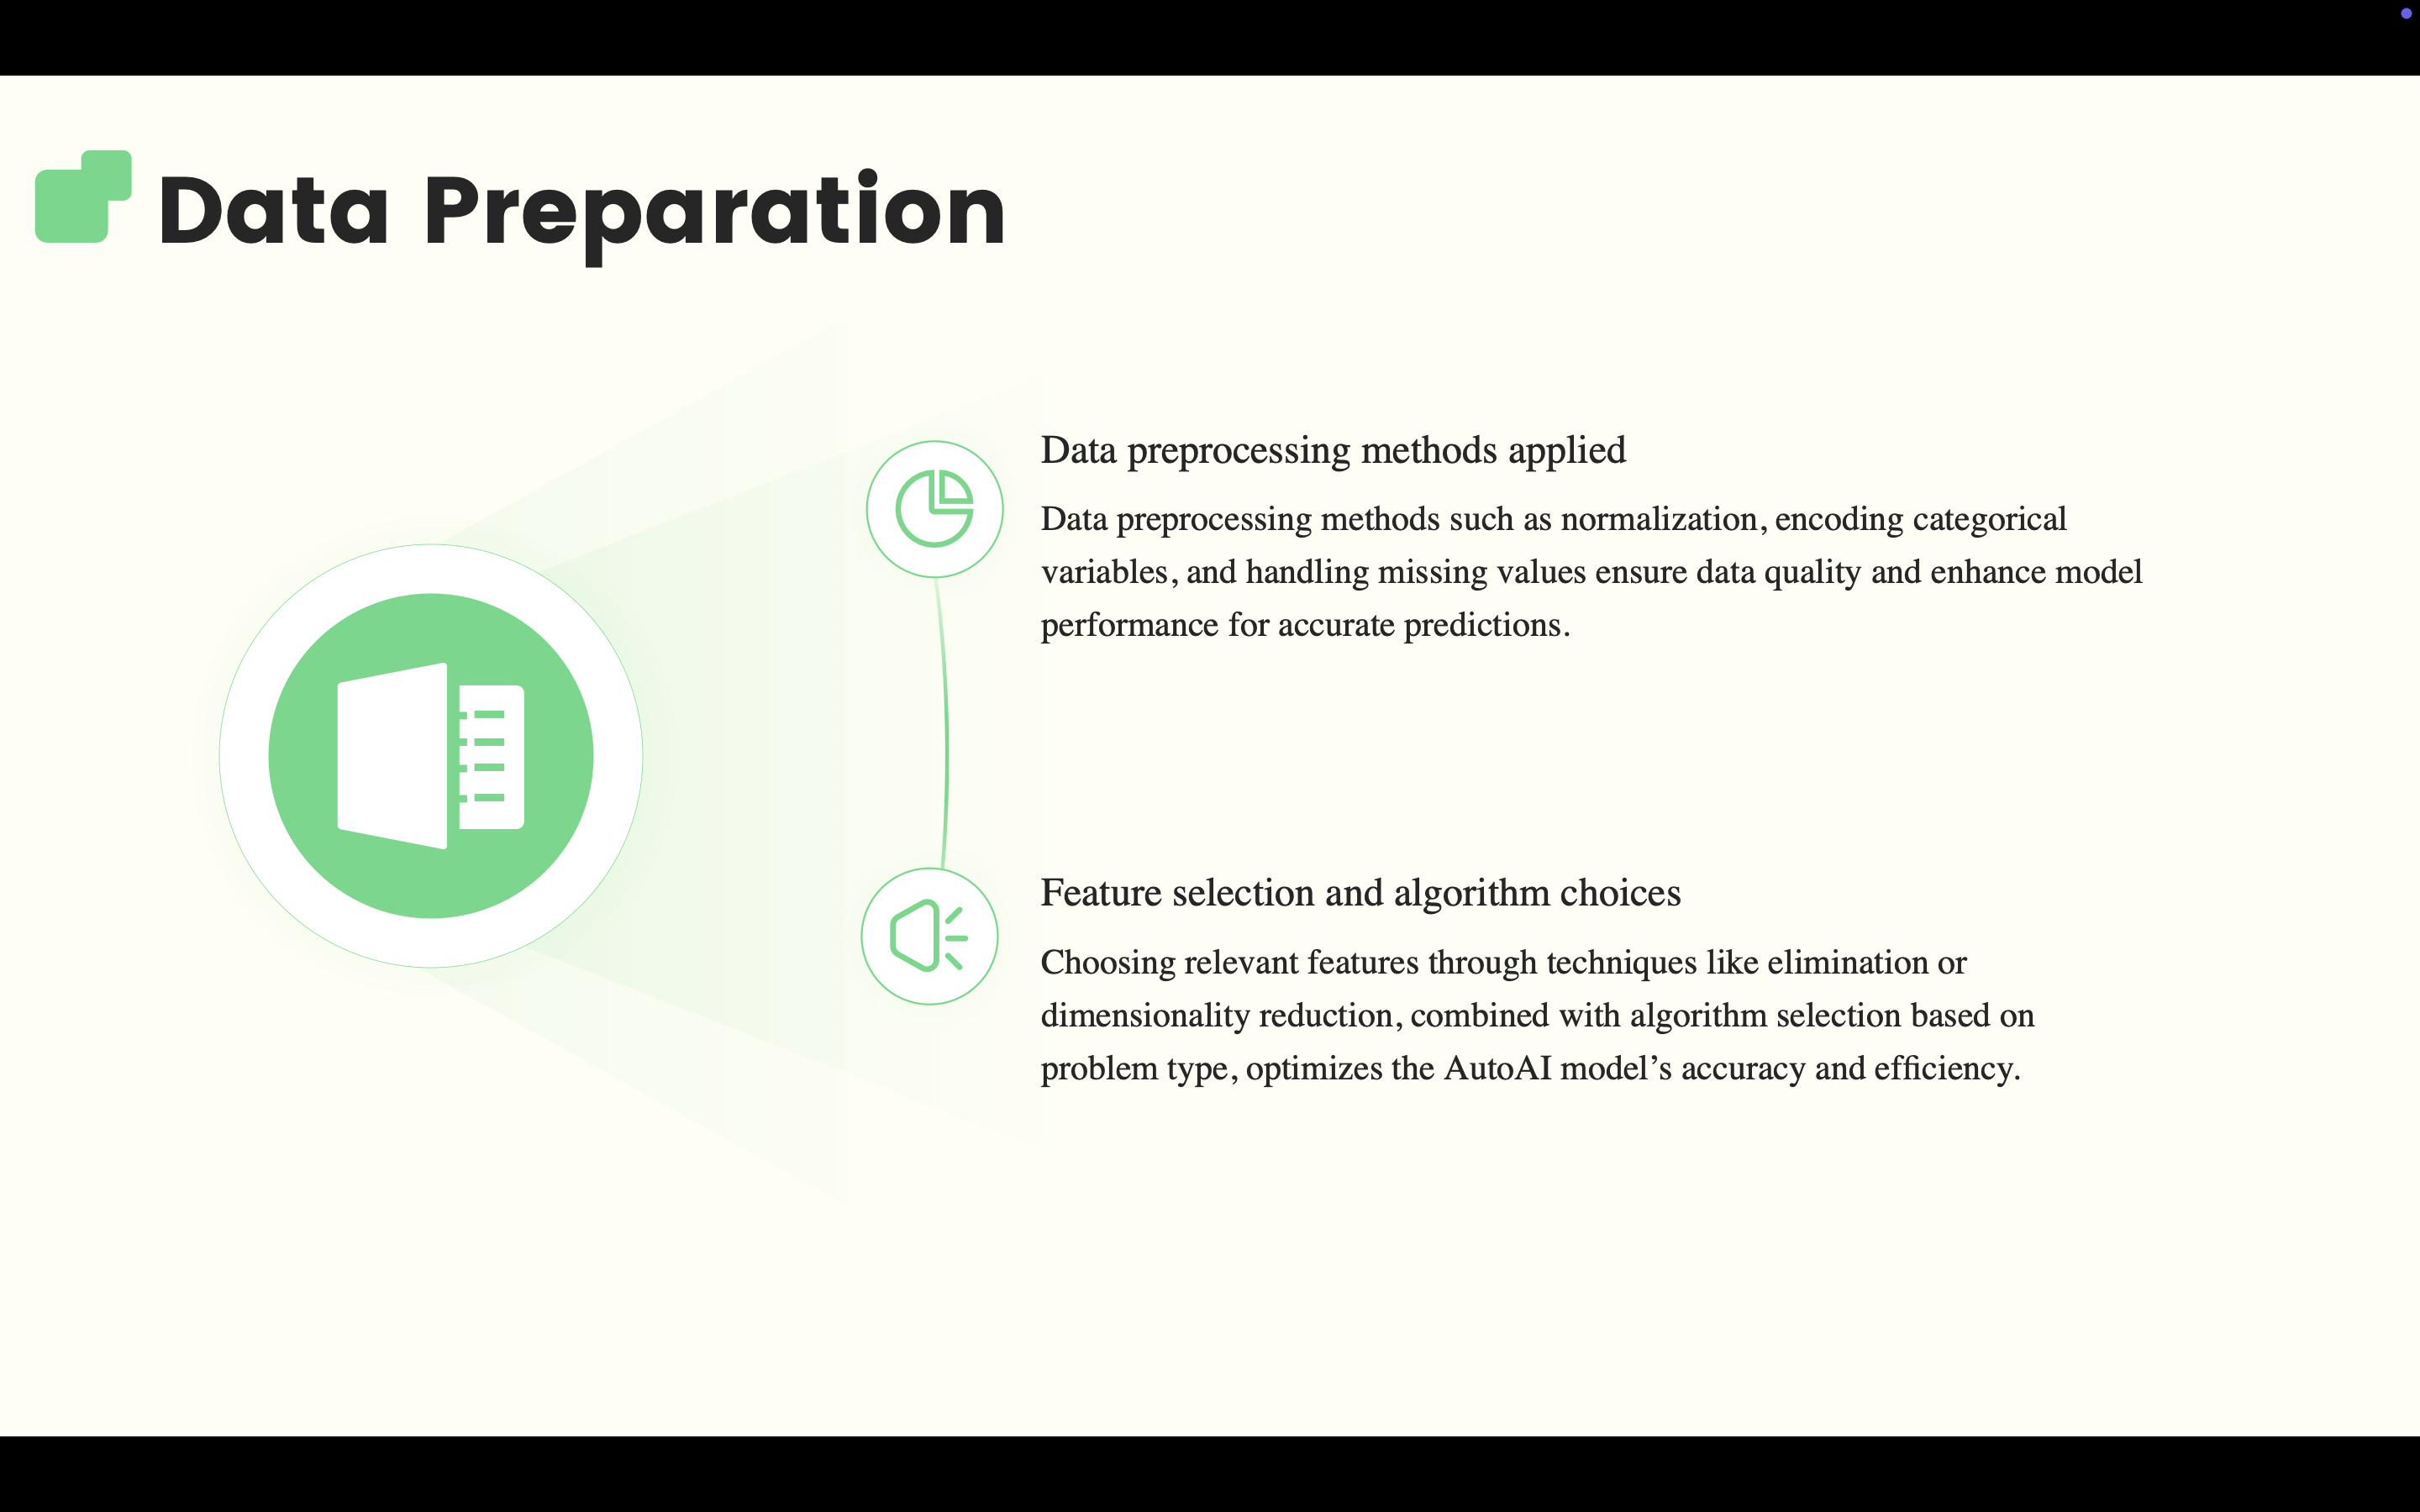 Data Preparation
Data preprocessing methods applied
Data preprocessing methods such as normalization, encoding categorical
variables, and handling missing values ensure data quality and enhance model
performance for accurate predictions.
Feature selection and algorithm choices
Choosing relevant features through techniques like elimination or
dimensionality reduction, combined with algorithm selection based on
problem type, optimizes the AutoAI model’s accuracy and efficiency.